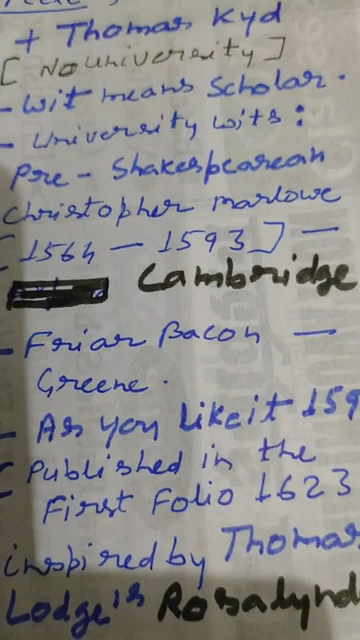 + Thomas Kyd
[ No University ]
- Wit means Scholar.
- University wits:
Pre - Shakespearean
Christopher marlowe
[ 1564 — 1593 ] —
Cambridge
- Friar Bacon —
Greene.
- As you like it 159
[ Published in the
First Folio 1623
inspired by Thomas
Lodge's Rosalynd